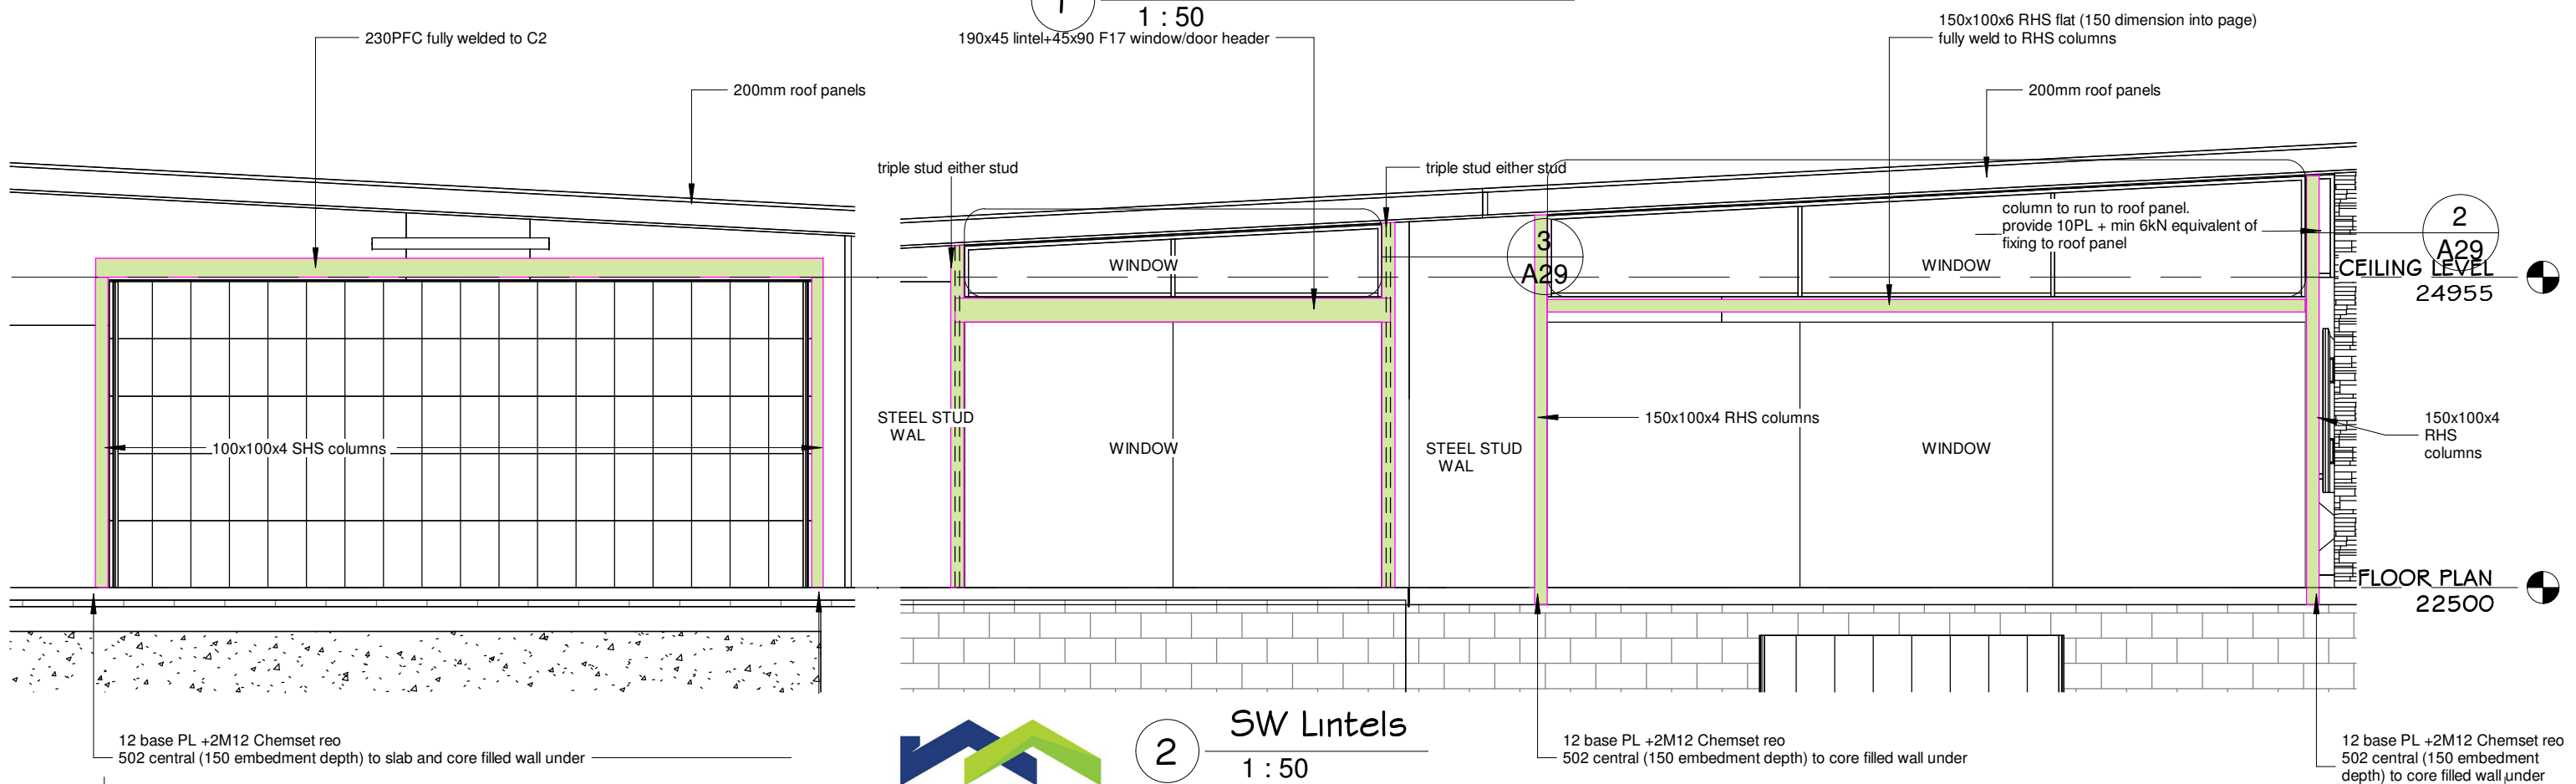 1
1 : 50
230PFC fully welded to C2
190x45 lintel+45x90 F17 window/door header
150x100x6 RHS flat (150 dimension into page)
fully weld to RHS columns
200mm roof panels
200mm roof panels
triple stud either stud
triple stud either stud
column to run to roof panel.
provide 10PL + min 6kN equivalent of
fixing to roof panel
2
A29
3
A29
WINDOW
WINDOW
CEILING LEVEL
24955
100x100x4 SHS columns
STEEL STUD
WAL
WINDOW
STEEL STUD
WAL
150x100x4 RHS columns
WINDOW
150x100x4
RHS
columns
FLOOR PLAN
22500
12 base PL +2M12 Chemset reo
502 central (150 embedment depth) to slab and core filled wall under
2
SW Lintels
1 : 50
12 base PL +2M12 Chemset reo
502 central (150 embedment depth) to core filled wall under
12 base PL +2M12 Chemset reo
502 central (150 embedment
depth) to core filled wall under